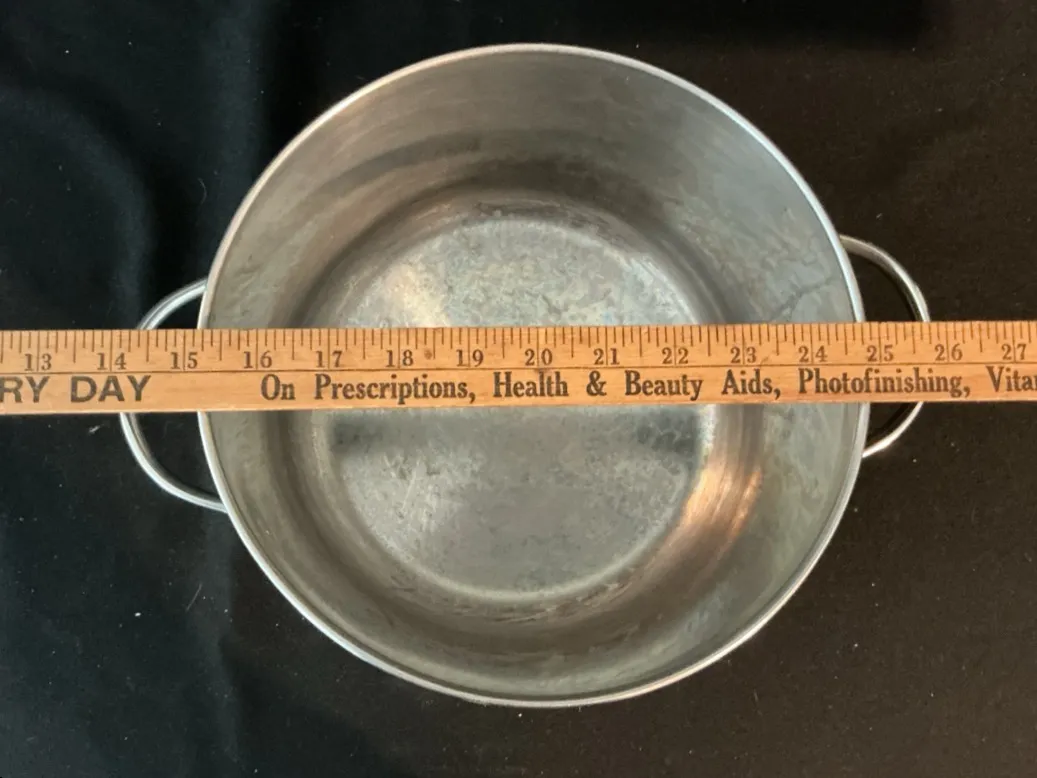 13 14 15 16 17 18 19 20 21 22 23 24 25 26 27
RY DAY On Prescriptions, Health & Beauty Aids, Photofinishing, Vita